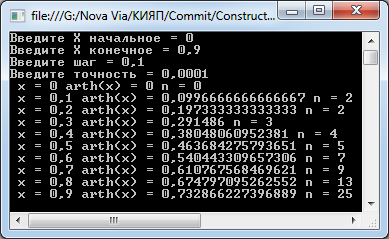 file:///G:/Nova Via/КИЯП/Commit/Construct...
Введите X начальное = 0
Введите X конечное = 0,9
Введите шаг = 0,1
Введите точность = 0,0001
x = 0 arth(x) = 0 n = 0
x = 0,1 arth(x) = 0,0996666666666667 n = 2
x = 0,2 arth(x) = 0,197333333333333 n = 2
x = 0,3 arth(x) = 0,291486 n = 3
x = 0,4 arth(x) = 0,380480609952381 n = 4
x = 0,5 arth(x) = 0,463684275793651 n = 5
x = 0,6 arth(x) = 0,540443309657306 n = 7
x = 0,7 arth(x) = 0,610767568469621 n = 9
x = 0,8 arth(x) = 0,674797095262552 n = 13
x = 0,9 arth(x) = 0,732866227396889 n = 25